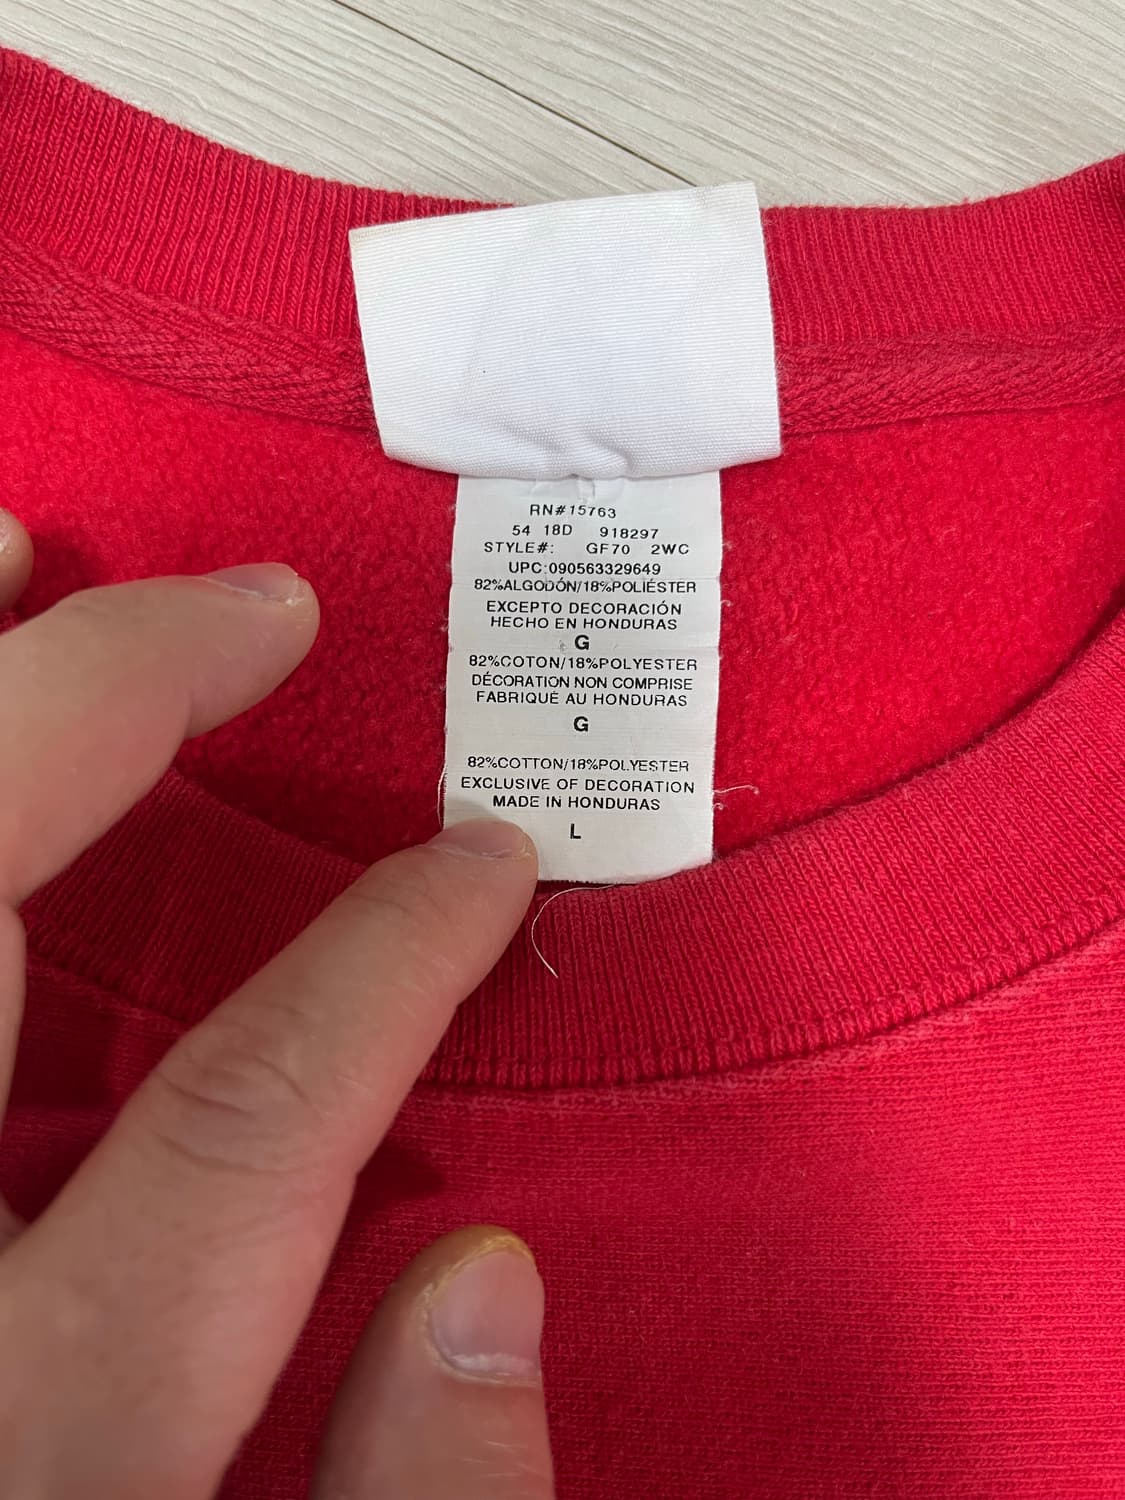 RN#15763
54 18D 918297
STYLE#: GF70 2WC
UPC:090563329649
82%ALGODÓN/18%POLIÉSTER
EXCEPTO DECORACIÓN
HECHO EN HONDURAS
G
82%COTON/18%POLYESTER
DÉCORATION NON COMPRISE
FABRIQUÉ AU HONDURAS
G
82%COTTON/18%POLYESTER
EXCLUSIVE OF DECORATION
MADE IN HONDURAS
L